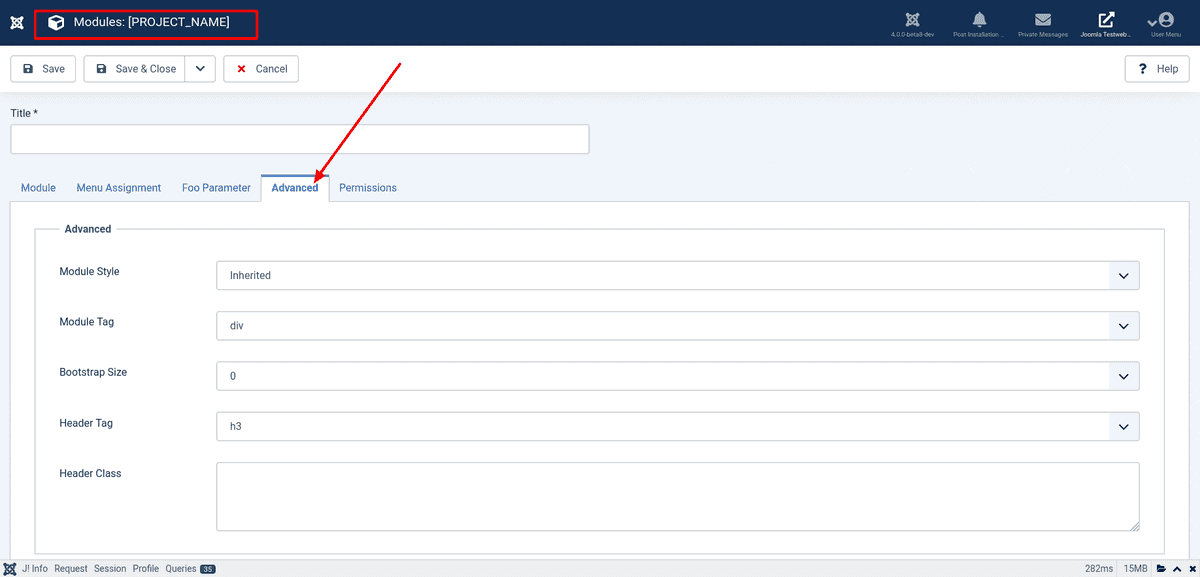 Modules: [PROJECT_NAME]
4.0.0-beta8-dev
Post Installation ...
Private Messages
Joomla Testweb...
User Menu
Save
Save & Close
Cancel
? Help
Title *
Module
Menu Assignment
Foo Parameter
Advanced
Permissions
Advanced
Module Style
Inherited
Module Tag
div
Bootstrap Size
0
Header Tag
h3
Header Class
J! Info Request Session Profile Queries 35
282ms 15MB